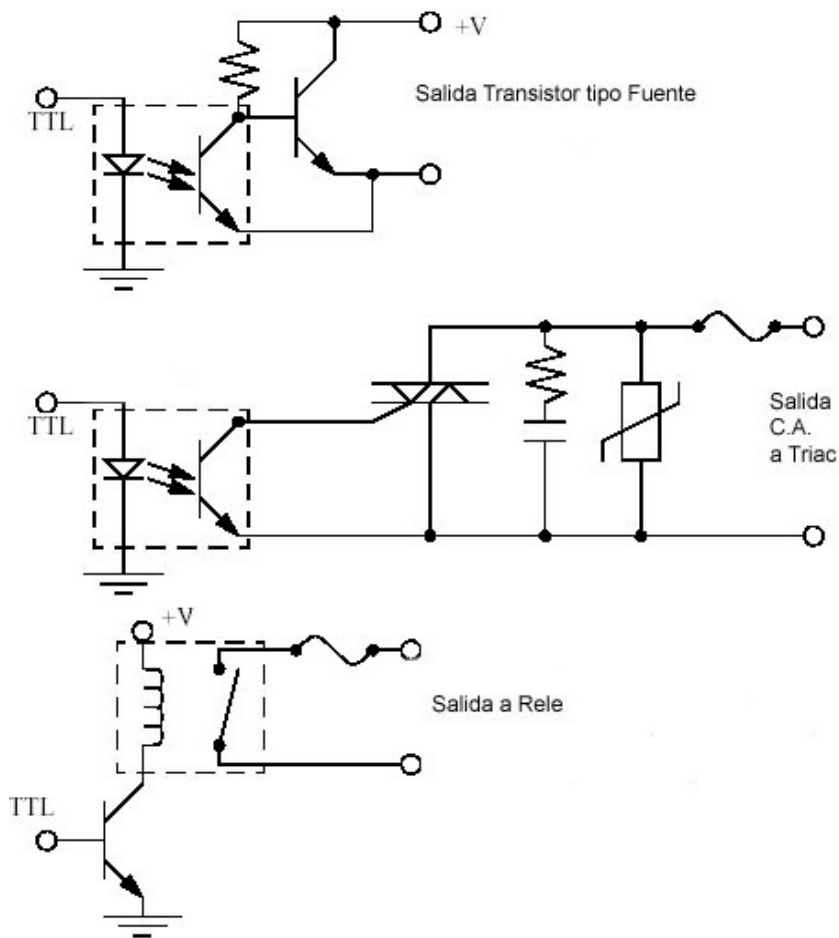 +V
Salida Transistor tipo Fuente
TTL
TTL
Salida
C.A.
a Triac
+V
Salida a Rele
TTL